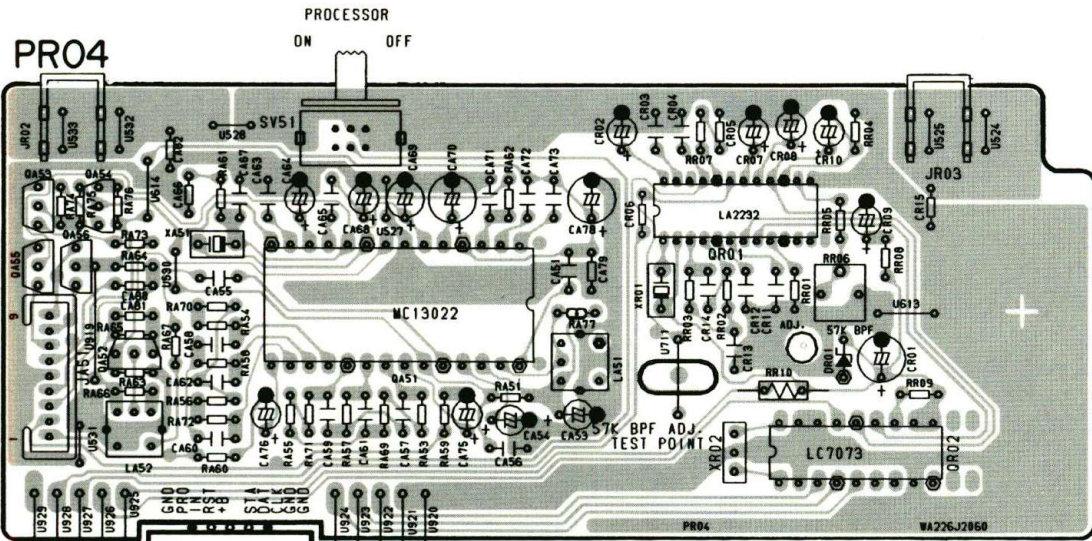 PROCESSOR
ON OFF
PR04
JR02
U533
U532
U528
SV51
CR02
CR03
CR04
RR07
CR05
CR07
CR08
CR10
RR04
U525
U524
JR03
QA53
QA54
RA74
RA75
RA76
U614
CA82
CA66
RA61
CA67
CA63
CA64
CA65
CA68
U527
CA69
CA70
CA71
RA62
CA72
CA73
CA78
CR06
LA2232
QR01
RR05
CR09
RR08
CR15
QA55
QA56
RA73
RA64
CA80
CA81
RA65
QA52
RA63
RA66
XA51
U530
CA55
RA70
RA54
RA67
CA58
RA58
CA62
RA56
RA72
CA60
RA60
MC13022
QA51
CA51
CA79
RA77
LA51
XR01
RR03
CR14
RR02
CR12
CR11
RR01
RR06
U613
U711
CR13
ADJ.
57K BPF
DR01
CR01
RR10
RR09
9
JA51
U919
1
U531
LA52
CA76
RA55
RA71
CA59
RA57
CA61
RA69
CA57
RA53
RA59
CA75
RA51
CA54
CA56
CA53
57K BPF ADJ.
TEST POINT
XR02
LC7073
QR02
U929
U928
U927
U926
U925
GND
PRO
IN
RST
+B
STA
DAT
CLK
GND
GND
U924
U923
U922
U921
U920
PR04
WA226J2060